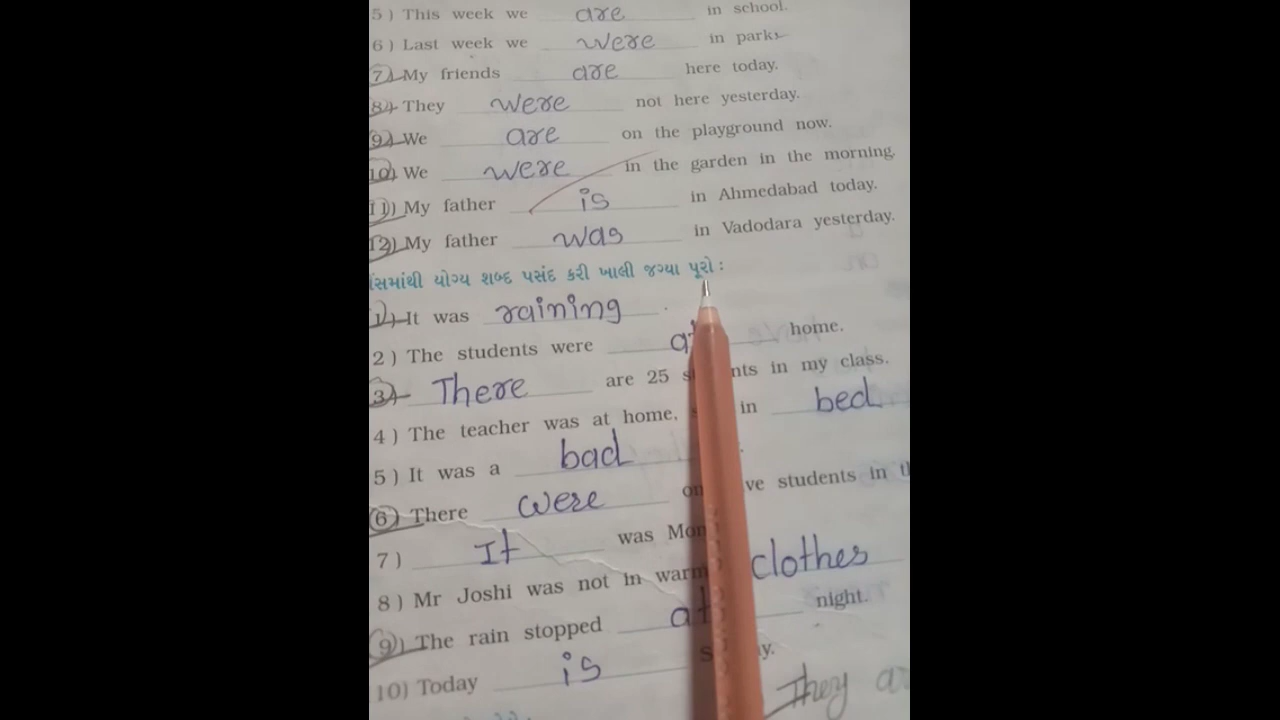 5) This week we are in school.
6) Last week we were in park.
7) My friends are here today.
8) They were not here yesterday.
9) We are on the playground now.
10) We were in the garden in the morning.
11) My father is in Ahmedabad today.
12) My father was in Vadodara yesterday.
યોગ્ય શબ્દ પસંદ કરી ખાલી જગ્યા પૂરો :
1) It was raining .
2) The students were home.
3) There are 25 in my class.
4) The teacher was at home, in bed
5) It was a bad .
6) There were students in
7) It was
8) Mr Joshi was not in warm clothes
9) The rain stopped at night.
10) Today is
They